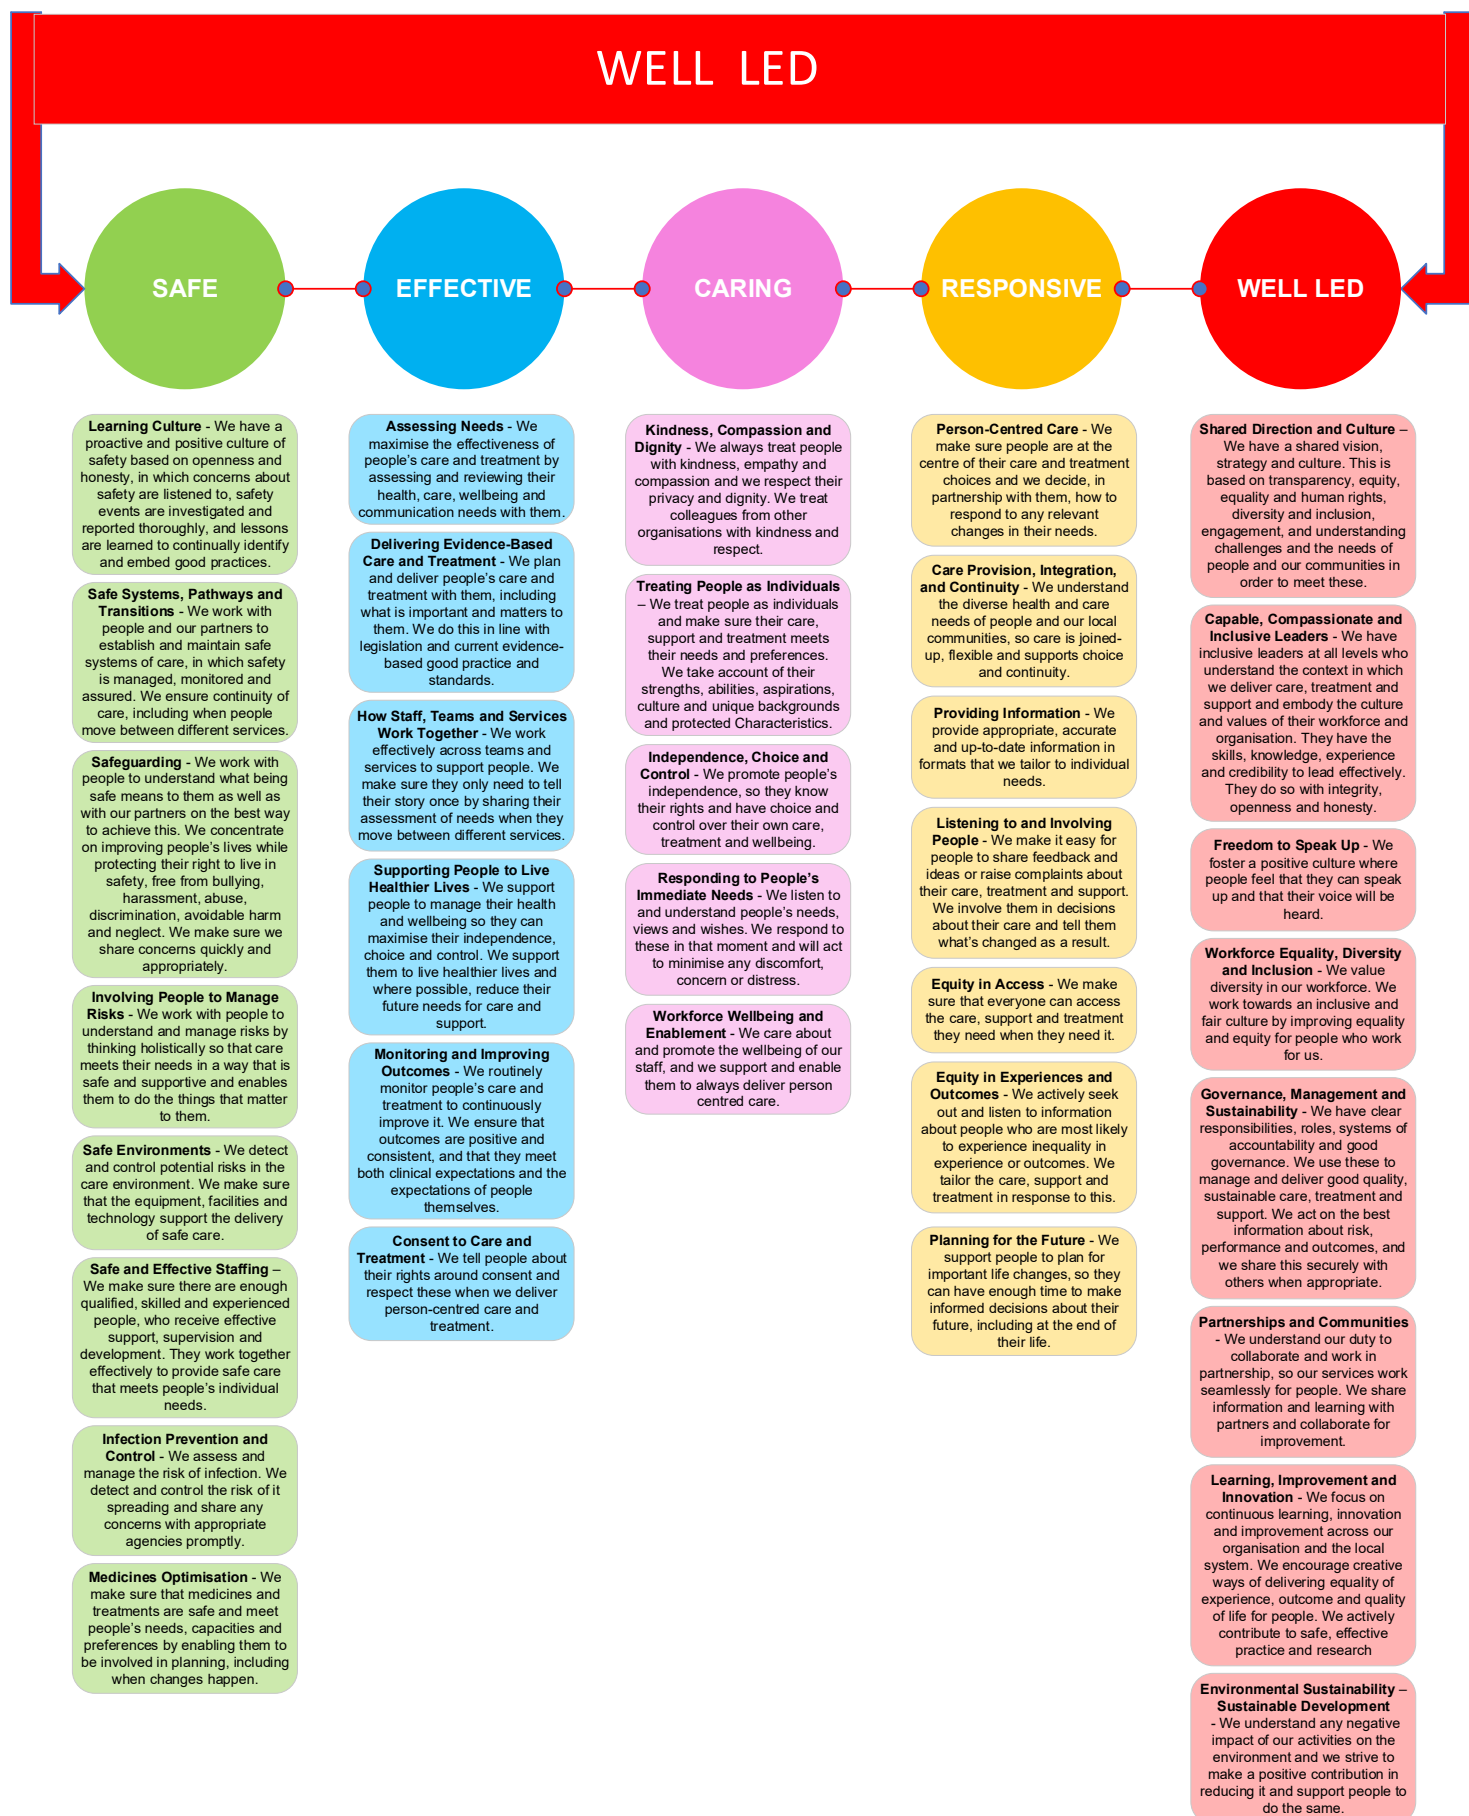 WELL LED
SAFE
EFFECTIVE
CARING
RESPONSIVE
WELL LED
Learning Culture - We have a
proactive and positive culture of
safety based on openness and
honesty, in which concerns about
safety are listened to, safety
events are investigated and
reported thoroughly, and lessons
are learned to continually identify
and embed good practices.
Safe Systems, Pathways and
Transitions - We work with
people and our partners to
establish and maintain safe
systems of care, in which safety
is managed, monitored and
assured. We ensure continuity of
care, including when people
move between different services.
Safeguarding - We work with
people to understand what being
safe means to them as well as
with our partners on the best way
to achieve this. We concentrate
on improving people's lives while
protecting their right to live in
safety, free from bullying,
harassment, abuse,
discrimination, avoidable harm
and neglect. We make sure we
share concerns quickly and
appropriately.
Involving People to Manage
Risks - We work with people to
understand and manage risks by
thinking holistically so that care
meets their needs in a way that is
safe and supportive and enables
them to do the things that matter
to them.
Safe Environments - We detect
and control potential risks in the
care environment. We make sure
that the equipment, facilities and
technology support the delivery
of safe care.
Safe and Effective Staffing –
We make sure there are enough
qualified, skilled and experienced
people, who receive effective
support, supervision and
development. They work together
effectively to provide safe care
that meets people's individual
needs.
Infection Prevention and
Control - We assess and
manage the risk of infection. We
detect and control the risk of it
spreading and share any
concerns with appropriate
agencies promptly.
Medicines Optimisation - We
make sure that medicines and
treatments are safe and meet
people's needs, capacities and
preferences by enabling them to
be involved in planning, including
when changes happen.
Assessing Needs - We
maximise the effectiveness of
people's care and treatment by
assessing and reviewing their
health, care, wellbeing and
communication needs with them.
Delivering Evidence-Based
Care and Treatment - We plan
and deliver people's care and
treatment with them, including
what is important and matters to
them. We do this in line with
legislation and current evidence-
based good practice and
standards.
How Staff, Teams and Services
Work Together - We work
effectively across teams and
services to support people. We
make sure they only need to tell
their story once by sharing their
assessment of needs when they
move between different services.
Supporting People to Live
Healthier Lives - We support
people to manage their health
and wellbeing so they can
maximise their independence,
choice and control. We support
them to live healthier lives and
where possible, reduce their
future needs for care and
support.
Monitoring and Improving
Outcomes - We routinely
monitor people's care and
treatment to continuously
improve it. We ensure that
outcomes are positive and
consistent, and that they meet
both clinical expectations and the
expectations of people
themselves.
Consent to Care and
Treatment - We tell people about
their rights around consent and
respect these when we deliver
person-centred care and
treatment.
Kindness, Compassion and
Dignity - We always treat people
with kindness, empathy and
compassion and we respect their
privacy and dignity. We treat
colleagues from other
organisations with kindness and
respect.
Treating People as Individuals
– We treat people as individuals
and make sure their care,
support and treatment meets
their needs and preferences.
We take account of their
strengths, abilities, aspirations,
culture and unique backgrounds
and protected Characteristics.
Independence, Choice and
Control - We promote people's
independence, so they know
their rights and have choice and
control over their own care,
treatment and wellbeing.
Responding to People's
Immediate Needs - We listen to
and understand people's needs,
views and wishes. We respond to
these in that moment and will act
to minimise any discomfort,
concern or distress.
Workforce Wellbeing and
Enablement - We care about
and promote the wellbeing of our
staff, and we support and enable
them to always deliver person
centred care.
Person-Centred Care - We
make sure people are at the
centre of their care and treatment
choices and we decide, in
partnership with them, how to
respond to any relevant
changes in their needs.
Care Provision, Integration,
and Continuity - We understand
the diverse health and care
needs of people and our local
communities, so care is joined-
up, flexible and supports choice
and continuity.
Providing Information - We
provide appropriate, accurate
and up-to-date information in
formats that we tailor to individual
needs.
Listening to and Involving
People - We make it easy for
people to share feedback and
ideas or raise complaints about
their care, treatment and support.
We involve them in decisions
about their care and tell them
what's changed as a result.
Equity in Access - We make
sure that everyone can access
the care, support and treatment
they need when they need it.
Equity in Experiences and
Outcomes - We actively seek
out and listen to information
about people who are most likely
to experience inequality in
experience or outcomes. We
tailor the care, support and
treatment in response to this.
Planning for the Future - We
support people to plan for
important life changes, so they
can have enough time to make
informed decisions about their
future, including at the end of
their life.
Shared Direction and Culture –
We have a shared vision,
strategy and culture. This is
based on transparency, equity,
equality and human rights,
diversity and inclusion,
engagement, and understanding
challenges and the needs of
people and our communities in
order to meet these.
Capable, Compassionate and
Inclusive Leaders - We have
inclusive leaders at all levels who
understand the context in which
we deliver care, treatment and
support and embody the culture
and values of their workforce and
organisation. They have the
skills, knowledge, experience
and credibility to lead effectively.
They do so with integrity,
openness and honesty.
Freedom to Speak Up - We
foster a positive culture where
people feel that they can speak
up and that their voice will be
heard.
Workforce Equality, Diversity
and Inclusion - We value
diversity in our workforce. We
work towards an inclusive and
fair culture by improving equality
and equity for people who work
for us.
Governance, Management and
Sustainability - We have clear
responsibilities, roles, systems of
accountability and good
governance. We use these to
manage and deliver good quality,
sustainable care, treatment and
support. We act on the best
information about risk,
performance and outcomes, and
we share this securely with
others when appropriate.
Partnerships and Communities
- We understand our duty to
collaborate and work in
partnership, so our services work
seamlessly for people. We share
information and learning with
partners and collaborate for
improvement.
Learning, Improvement and
Innovation - We focus on
continuous learning, innovation
and improvement across our
organisation and the local
system. We encourage creative
ways of delivering equality of
experience, outcome and quality
of life for people. We actively
contribute to safe, effective
practice and research
Environmental Sustainability –
Sustainable Development
- We understand any negative
impact of our activities on the
environment and we strive to
make a positive contribution in
reducing it and support people to
do the same.